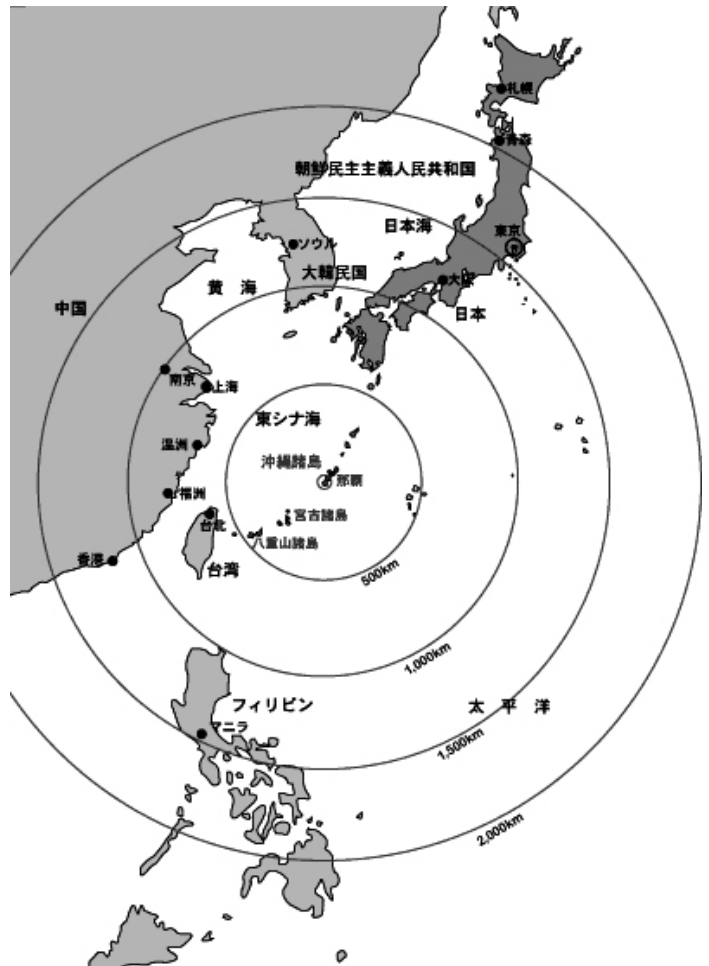 札幌
青森
朝鮮民主主義人民共和国
日本海
東京
ソウル
大韓民国
大阪
黄 海
日本
中国
南京
上海
東シナ海
温洲
沖縄諸島
那覇
福洲
宮古諸島
台北
八重山諸島
香港
台湾
500km
1,000km
フィリピン
太 平 洋
マニラ
1,500km
2,000km